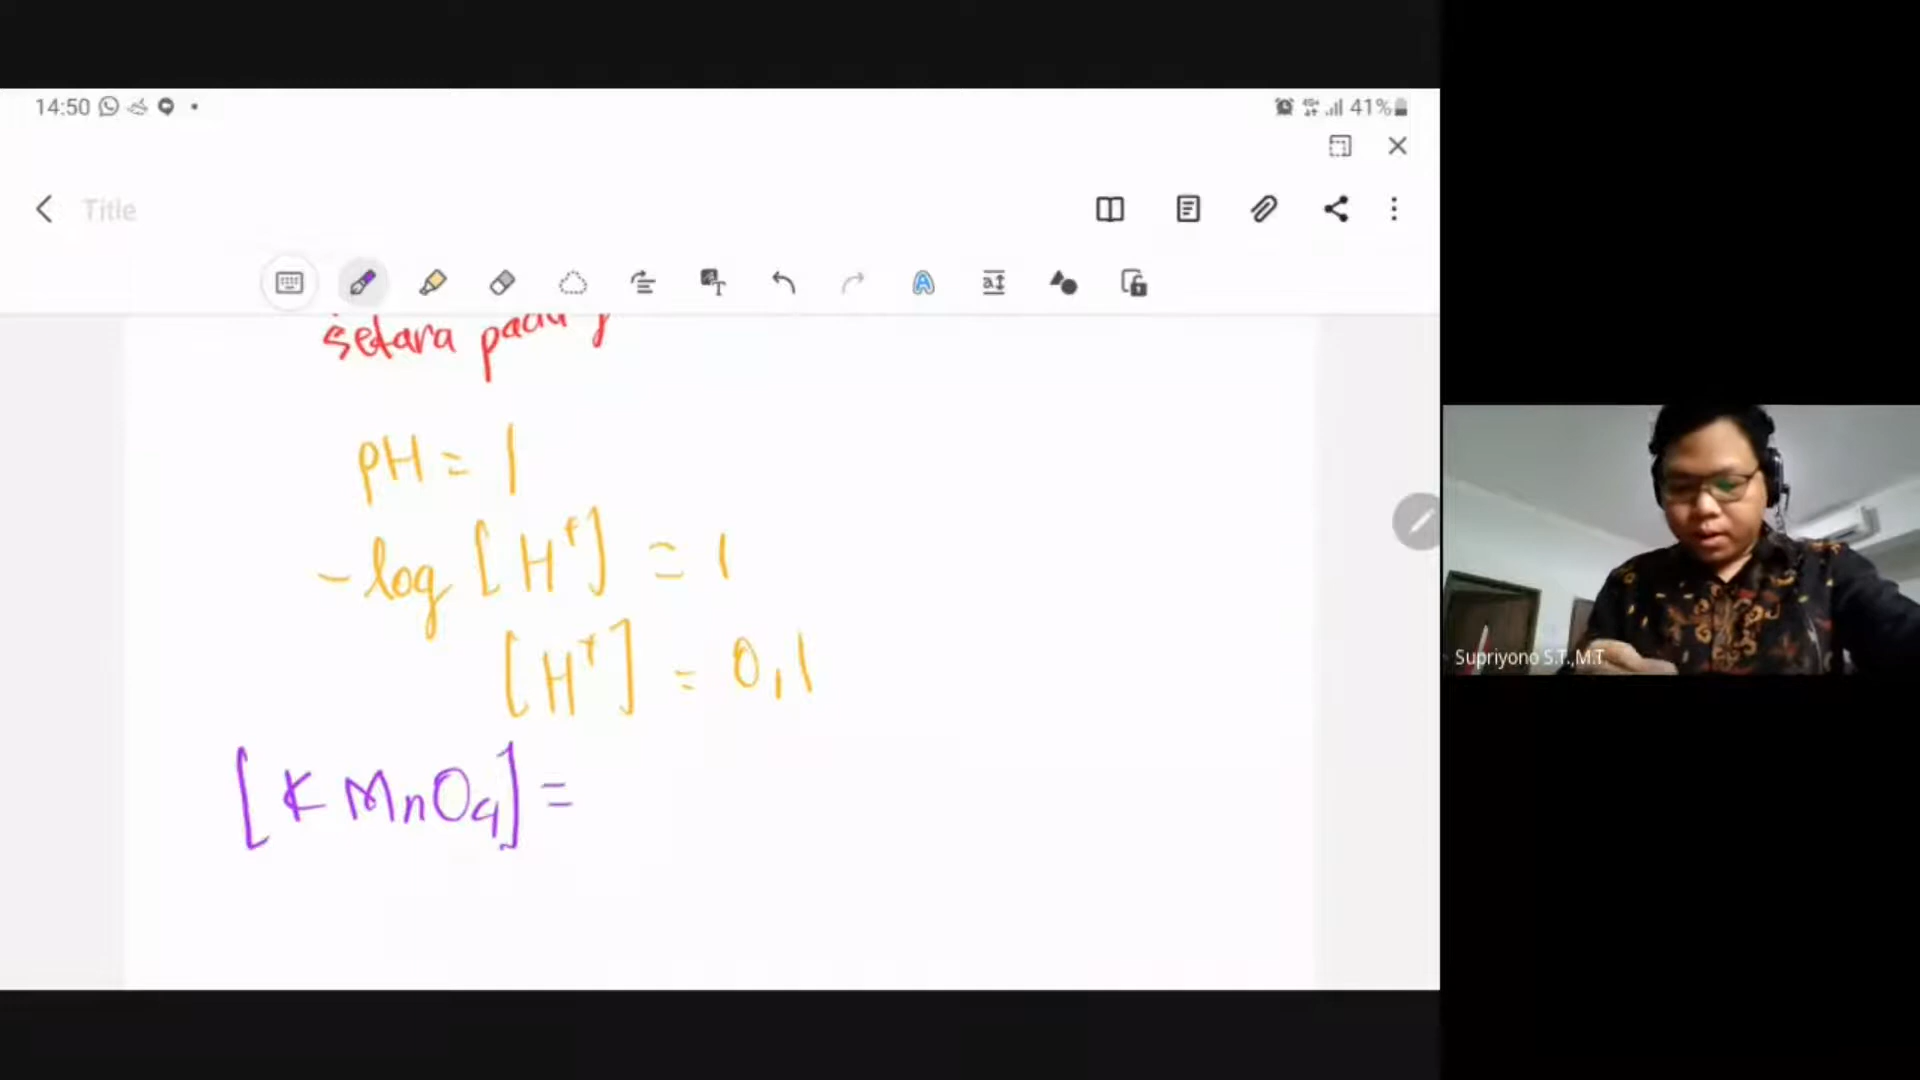 14:50
41%
Title
setara pada
pH = 1
- log [H⁺] = 1
[H⁺] = 0,1
[KMnO₄] =
Supriyono S.T.,M.T